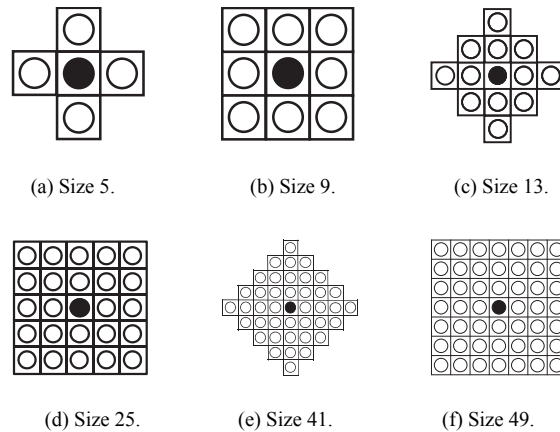 (a) Size 5.
(b) Size 9.
(c) Size 13.
(d) Size 25.
(e) Size 41.
(f) Size 49.